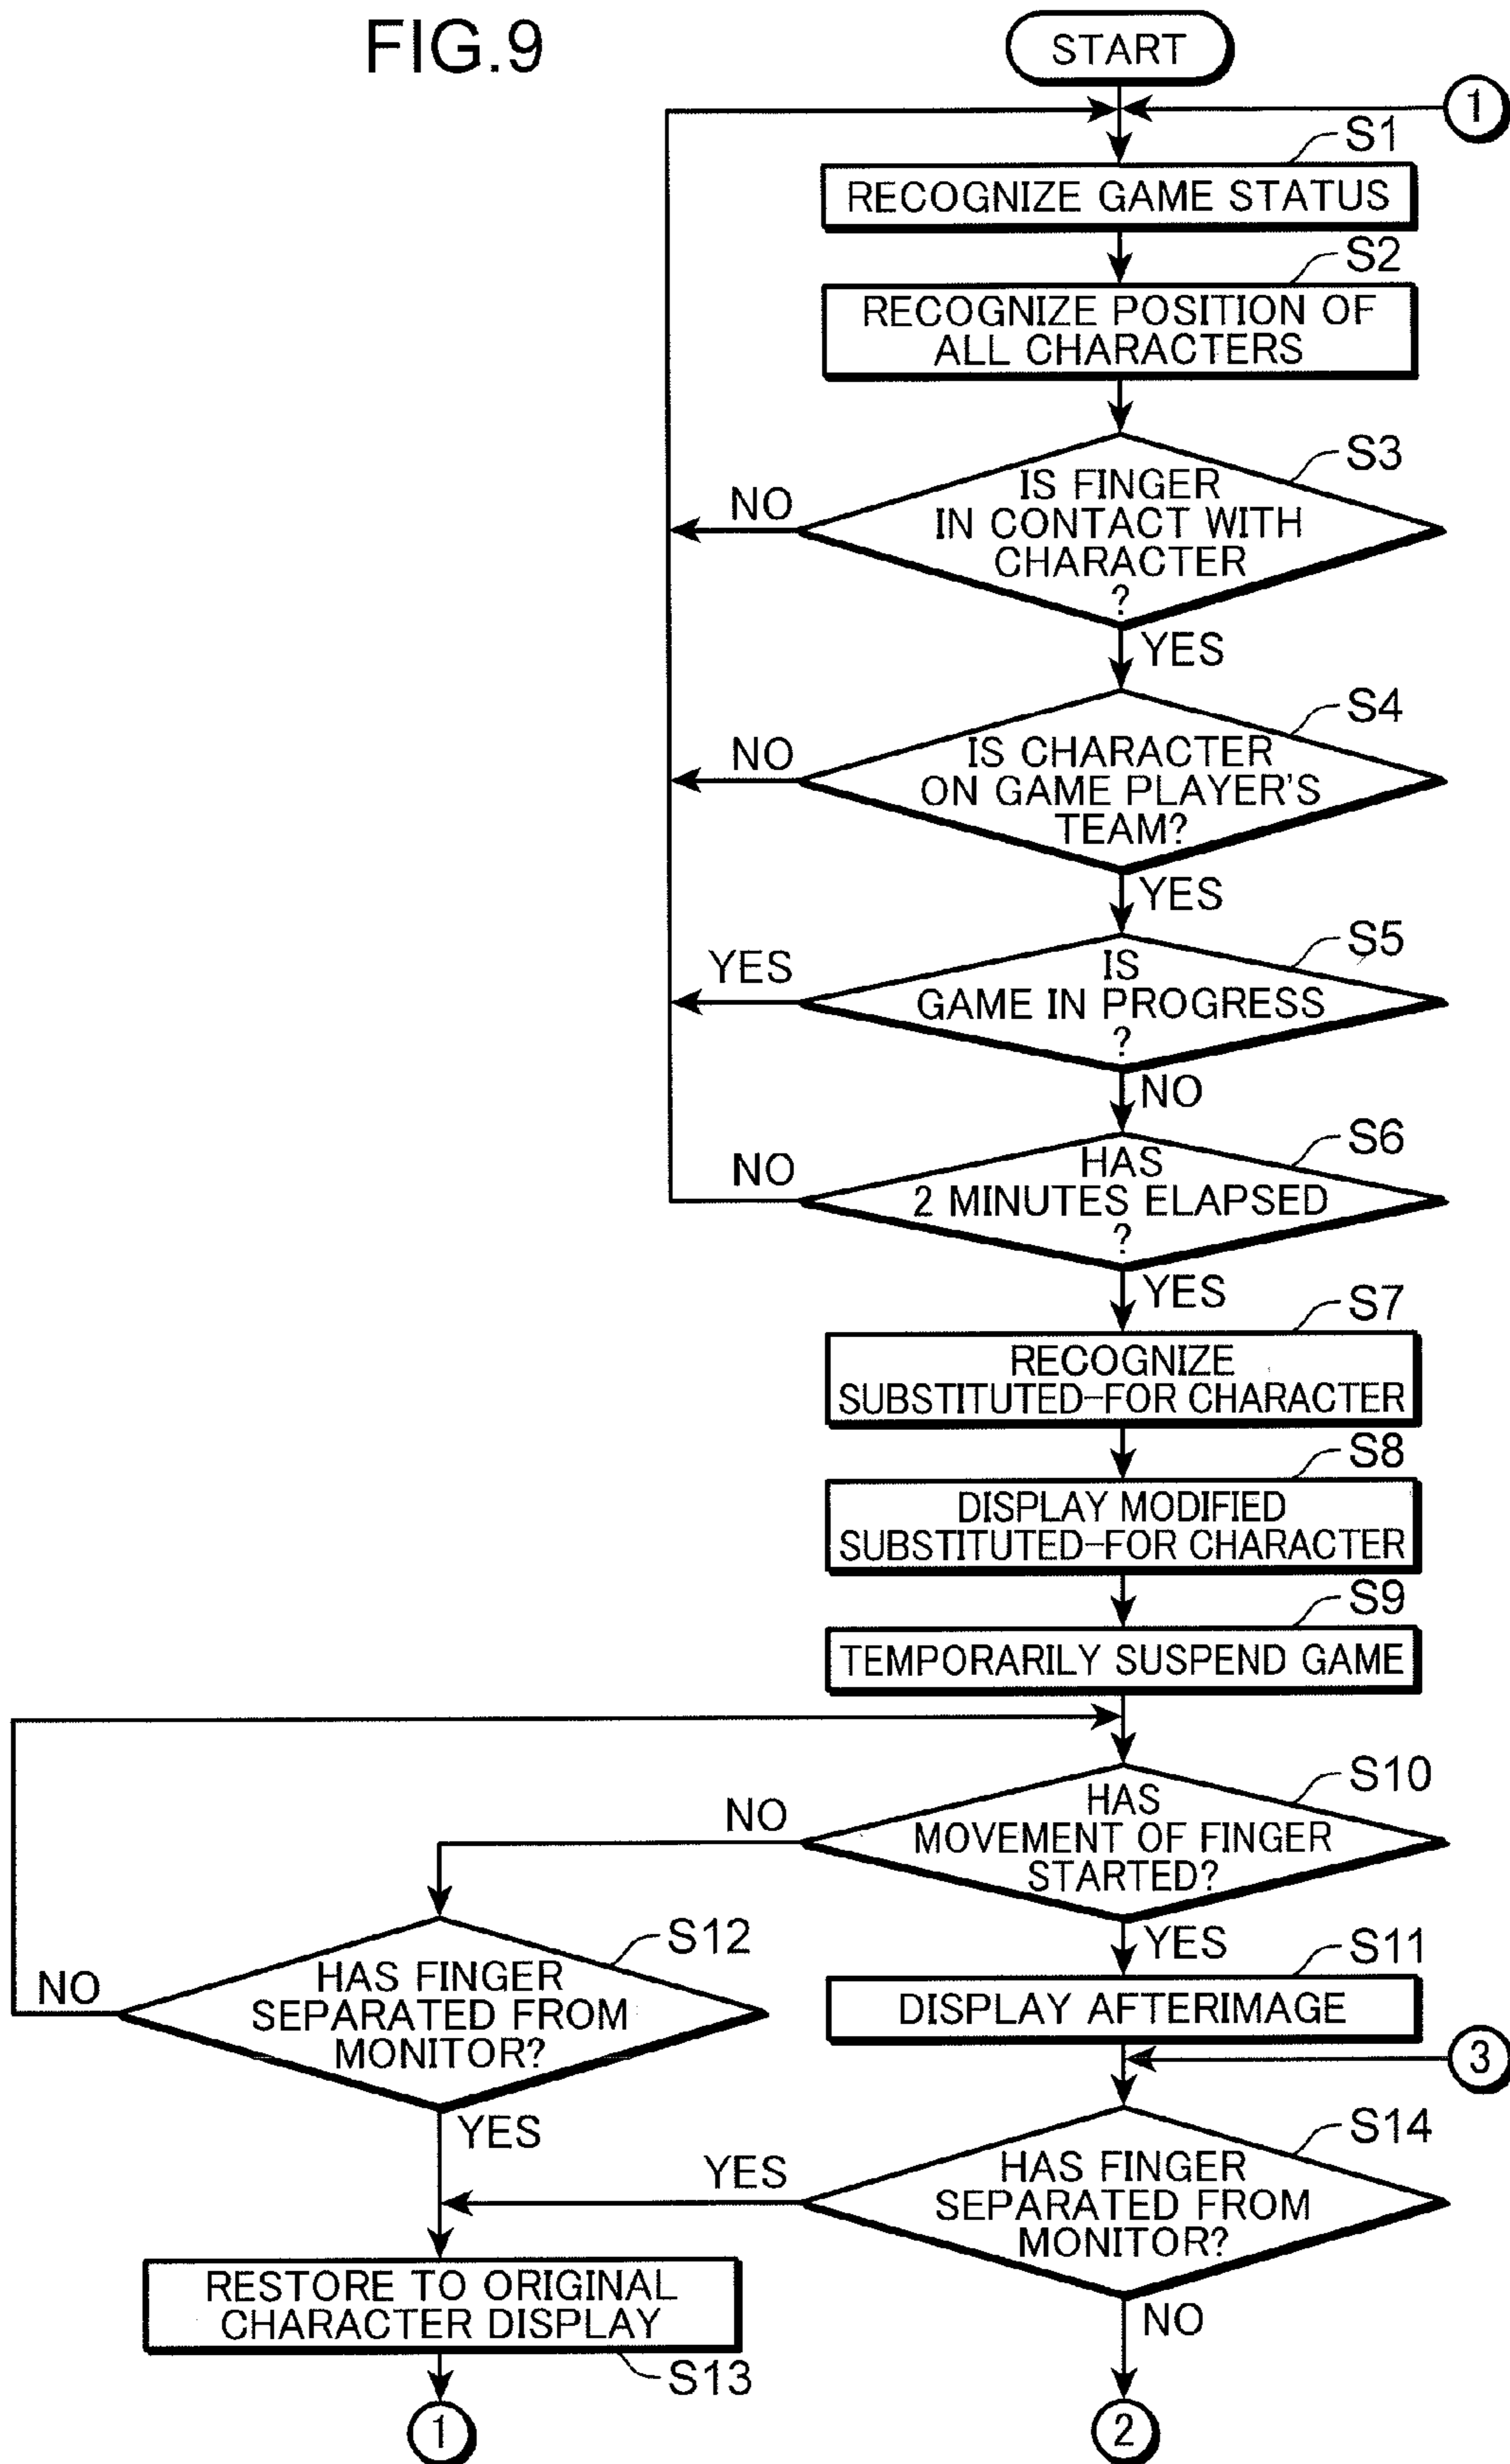 FIG.9
START
1
S1
RECOGNIZE GAME STATUS
S2
RECOGNIZE POSITION OF
ALL CHARACTERS
S3
IS FINGER
IN CONTACT WITH
CHARACTER
?
NO
YES
S4
IS CHARACTER
ON GAME PLAYER'S
TEAM?
NO
YES
S5
IS
GAME IN PROGRESS
?
YES
NO
S6
HAS
2 MINUTES ELAPSED
?
NO
YES
S7
RECOGNIZE
SUBSTITUTED-FOR CHARACTER
S8
DISPLAY MODIFIED
SUBSTITUTED-FOR CHARACTER
S9
TEMPORARILY SUSPEND GAME
S10
HAS
MOVEMENT OF FINGER
STARTED?
NO
YES
S12
HAS FINGER
SEPARATED FROM
MONITOR?
NO
YES
S11
DISPLAY AFTERIMAGE
3
S14
HAS FINGER
SEPARATED FROM
MONITOR?
YES
NO
RESTORE TO ORIGINAL
CHARACTER DISPLAY
S13
1
2